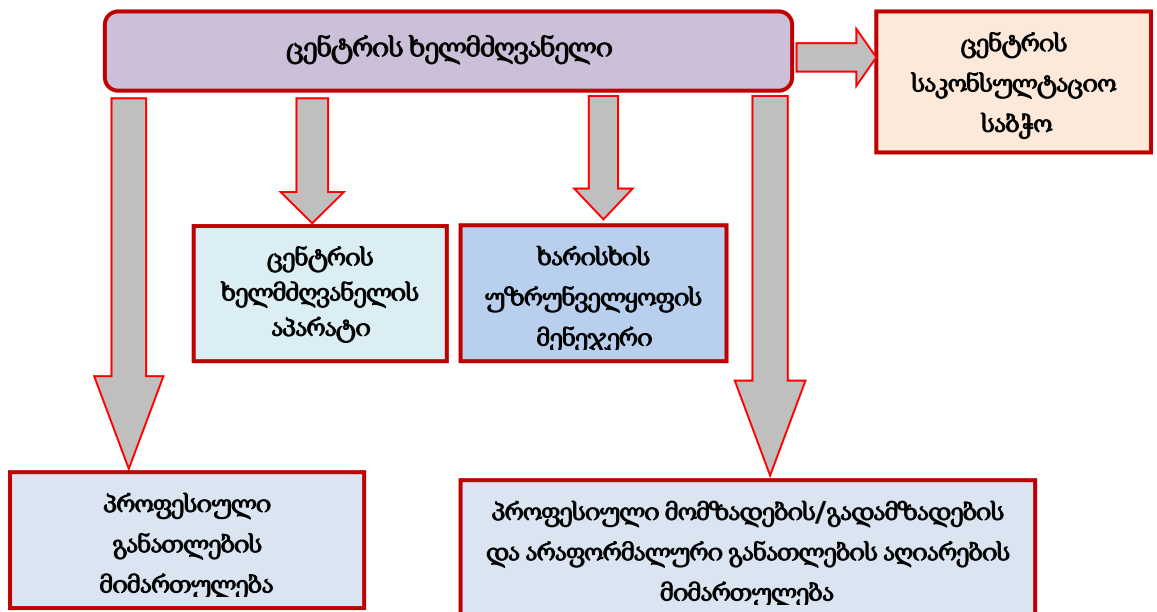 ცენტრის ხელმძღვანელი
ცენტრის
საკონსულტაციო
საბჭო
ცენტრის
ხელმძღვანელის
აპარატი
ხარისხის
უზრუნველყოფის
მენეჯერი
პროფესიული
განათლების
მიმართულება
პროფესიული მომზადების/გადამზადების
და არაფორმალური განათლების აღიარების
მიმართულება